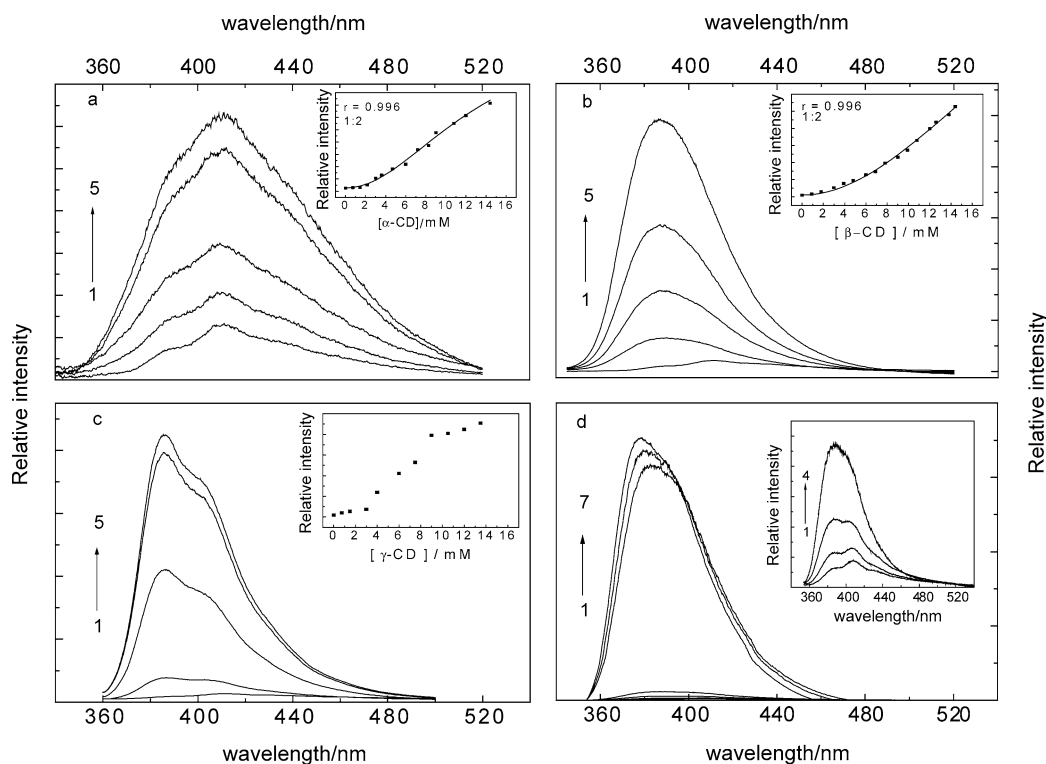 wavelength/nm
wavelength/nm
360 400 440 480 520
360 400 440 480 520
a
r = 0.996
1:2
Relative intensity
0 2 4 6 8 10 12 14 16
[α-CD]/mM
5
1
b
r = 0.996
1:2
Relative intensity
0 2 4 6 8 10 12 14 16
[ β–CD ] / mM
5
1
Relative intensity
Relative intensity
c
Relative intensity
0 2 4 6 8 10 12 14 16
[ γ-CD ] / mM
5
1
d
Relative intensity
4
1
360 400 440 480 520
wavelength/nm
7
1
360 400 440 480 520
360 400 440 480 520
wavelength/nm
wavelength/nm